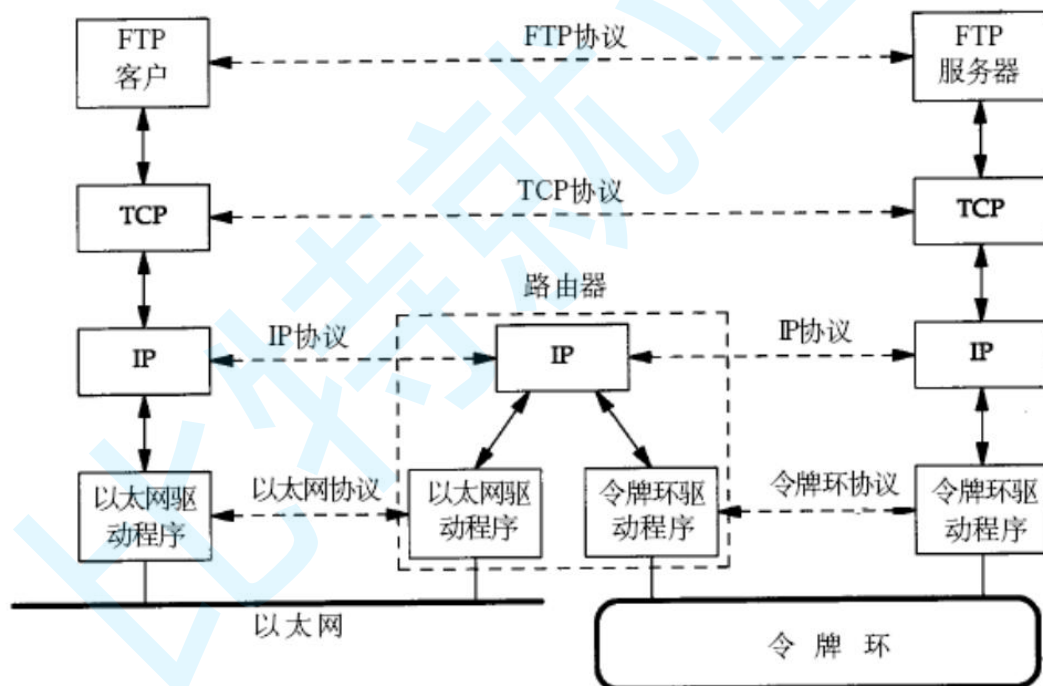 FTP
客户
FTP协议
FTP
服务器
TCP
TCP协议
TCP
路由器
IP
IP协议
IP
IP协议
IP
以太网驱
动程序
以太网协议
以太网驱
动程序
令牌环驱
动程序
令牌环协议
令牌环驱
动程序
以太网
令牌环
比特就业